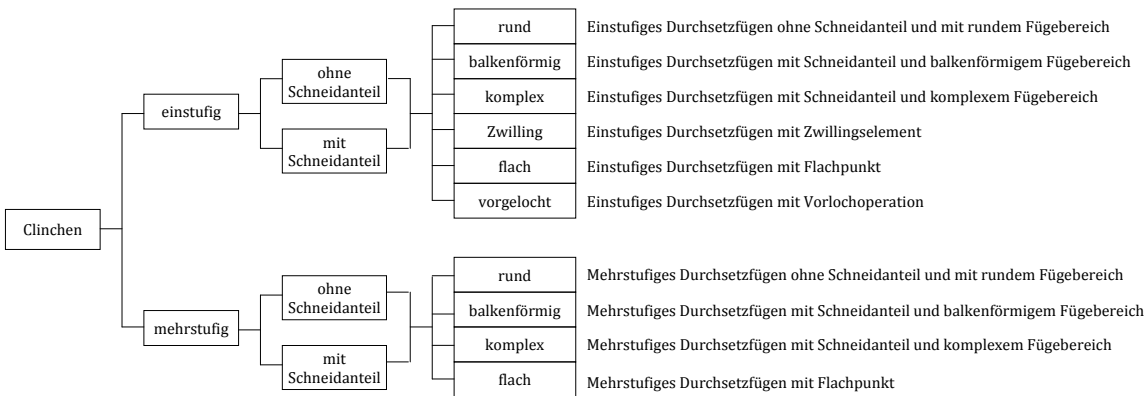 Clinchen
einstufig
ohne
Schneidanteil
mit
Schneidanteil
rund
Einstufiges Durchsetzfügen ohne Schneidanteil und mit rundem Fügebereich
balkenförmig
Einstufiges Durchsetzfügen mit Schneidanteil und balkenförmigem Fügebereich
komplex
Einstufiges Durchsetzfügen mit Schneidanteil und komplexem Fügebereich
Zwilling
Einstufiges Durchsetzfügen mit Zwillingselement
flach
Einstufiges Durchsetzfügen mit Flachpunkt
vorgelocht
Einstufiges Durchsetzfügen mit Vorlochoperation
mehrstufig
ohne
Schneidanteil
mit
Schneidanteil
rund
Mehrstufiges Durchsetzfügen ohne Schneidanteil und mit rundem Fügebereich
balkenförmig
Mehrstufiges Durchsetzfügen mit Schneidanteil und balkenförmigem Fügebereich
komplex
Mehrstufiges Durchsetzfügen mit Schneidanteil und komplexem Fügebereich
flach
Mehrstufiges Durchsetzfügen mit Flachpunkt